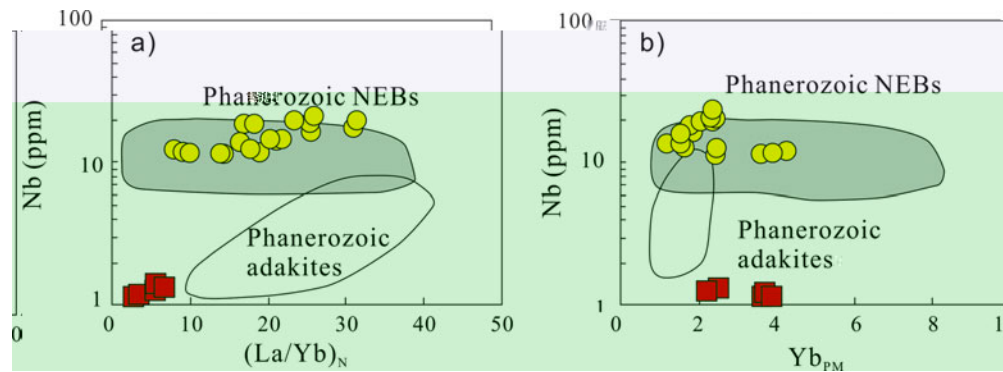 100
a)
Phanerozoic NEBs
10
Nb (ppm)
Phanerozoic
adakites
1
0 10 20 30 40 50
(La/Yb)N
0
100
b)
Phanerozoic NEBs
10
Nb (ppm)
Phanerozoic
adakites
1
0 2 4 6 8
YbPM